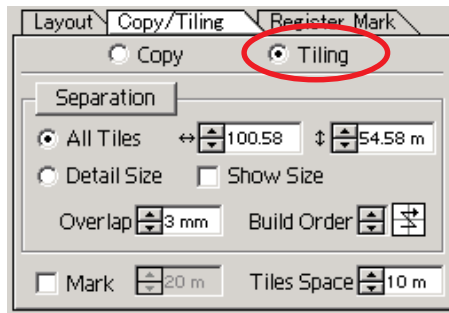 Layout Copy/Tiling Register Mark
Copy Tiling
Separation
All Tiles 100.58 54.58 m
Detail Size Show Size
Overlap 3 mm Build Order
Mark 20 m Tiles Space 10 m